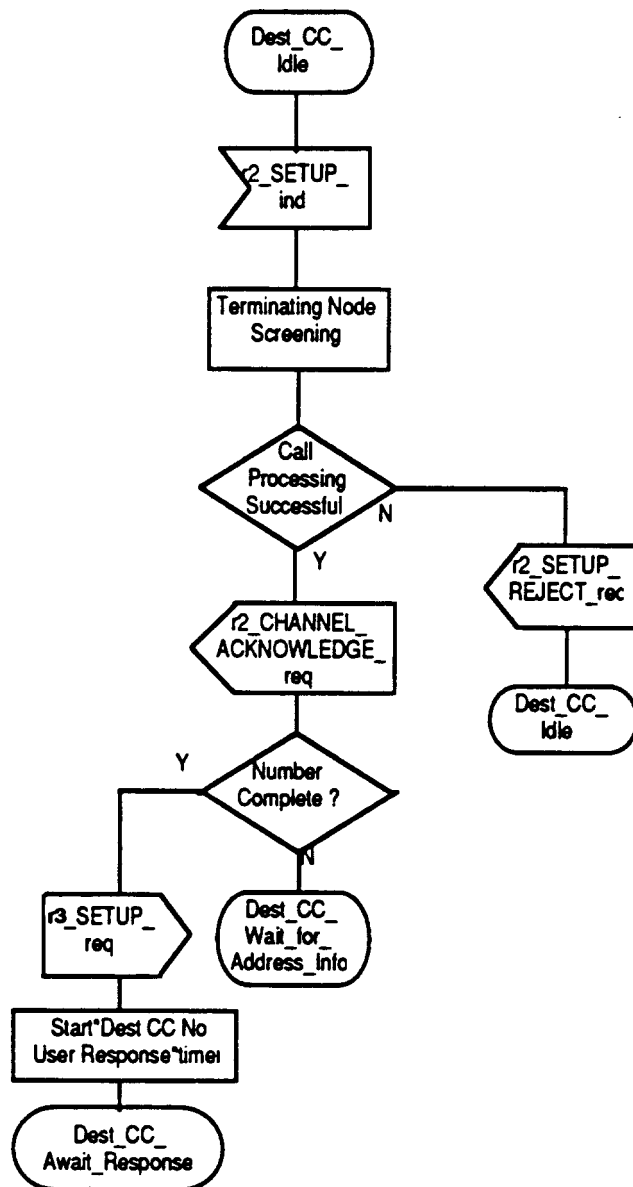 Dest_CC_
Idle
r2_SETUP_
ind
Terminating Node
Screening
Call
Processing
Successful
N
Y
r2_SETUP_
REJECT_req
r2_CHANNEL_
ACKNOWLEDGE_
req
Dest_CC_
Idle
Y
Number
Complete ?
N
r3_SETUP_
req
Dest_CC_
Wait_for_
Address_Info
Start"Dest CC No
User Response"timer
Dest_CC_
Await_Response